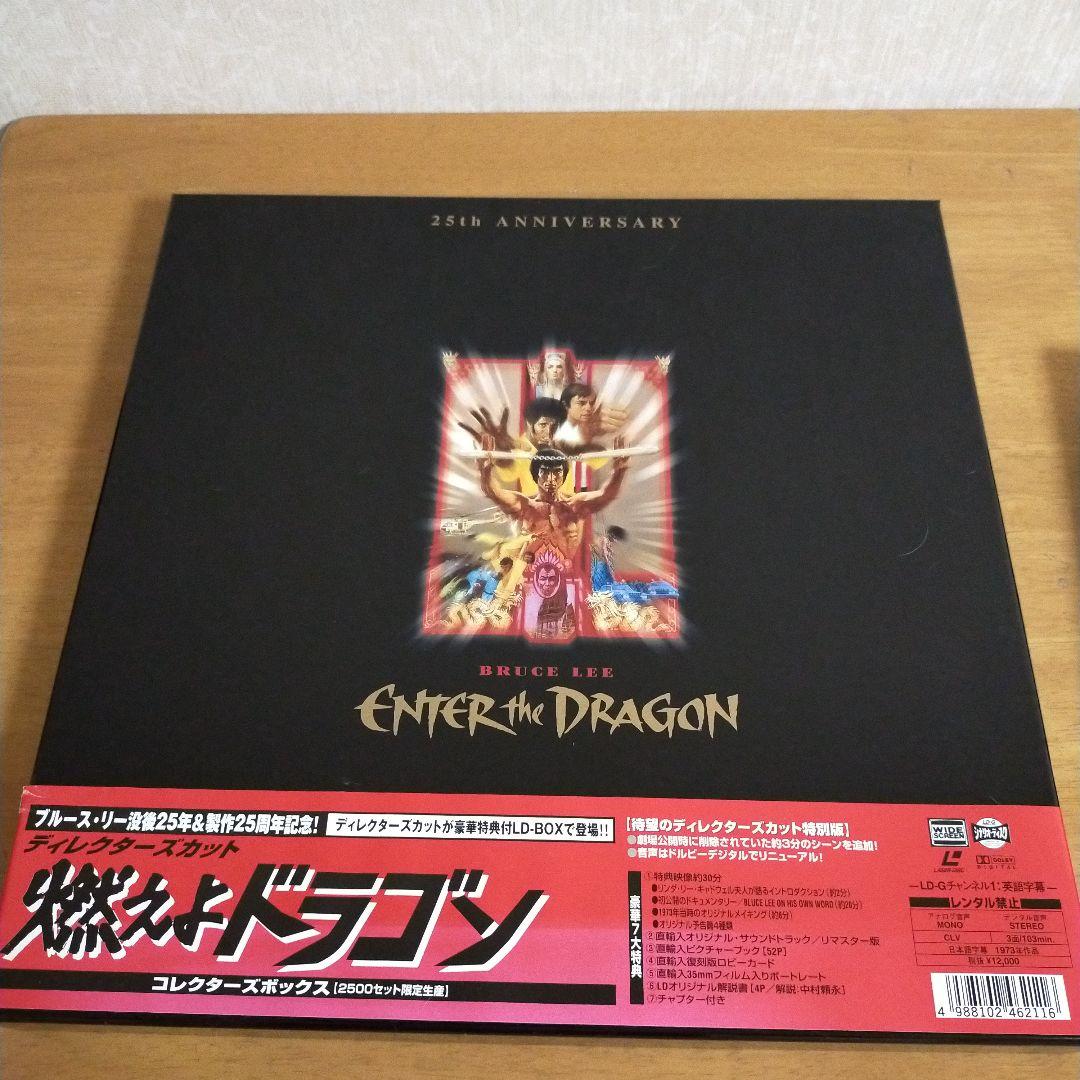 25th ANNIVERSARY
BRUCE LEE
ENTER the DRAGON
ブルース・リー没後25年&製作25周年記念!
ディレクターズカットが豪華特典付LD-BOXで登場!!
ディレクターズカット
燃えよドラゴン
コレクターズボックス[2500セット限定生産]
【待望のディレクターズカット特別版】
●劇場公開時に削除されていた約3分のシーンを追加!
●音声はドルビーデジタルでリニューアル!
豪華7大特典
①特典映像約30分
●リンダ・リー・キャドウェル夫人が語るイントロダクション(約2分)
●初公開のドキュメンタリー/BLUCE LEE ON HIS OWN WORD(約20分)
●1973年当時のオリジナルメイキング(約6分)
●オリジナル予告篇4種類
②直輸入オリジナル・サウンドトラック/リマスター版
③直輸入ピクチャーブック[52P]
④直輸入復刻版ロビーカード
⑤直輸入35mmフィルム入りポートレート
⑥LDオリジナル解説書[4P/解説:中村頼永]
⑦チャプター付き
WIDE SCREEN
LD-G
シナリオ・ディスク
LASERDISC
DOLBY
DIGITAL
―LD-Gチャンネル1:英語字幕―
レンタル禁止
アナログ音声 デジタル音声
MONO STEREO
CLV 3面/103min.
日本語字幕 1973年作品
税抜 ¥12,000
4 988102 462116